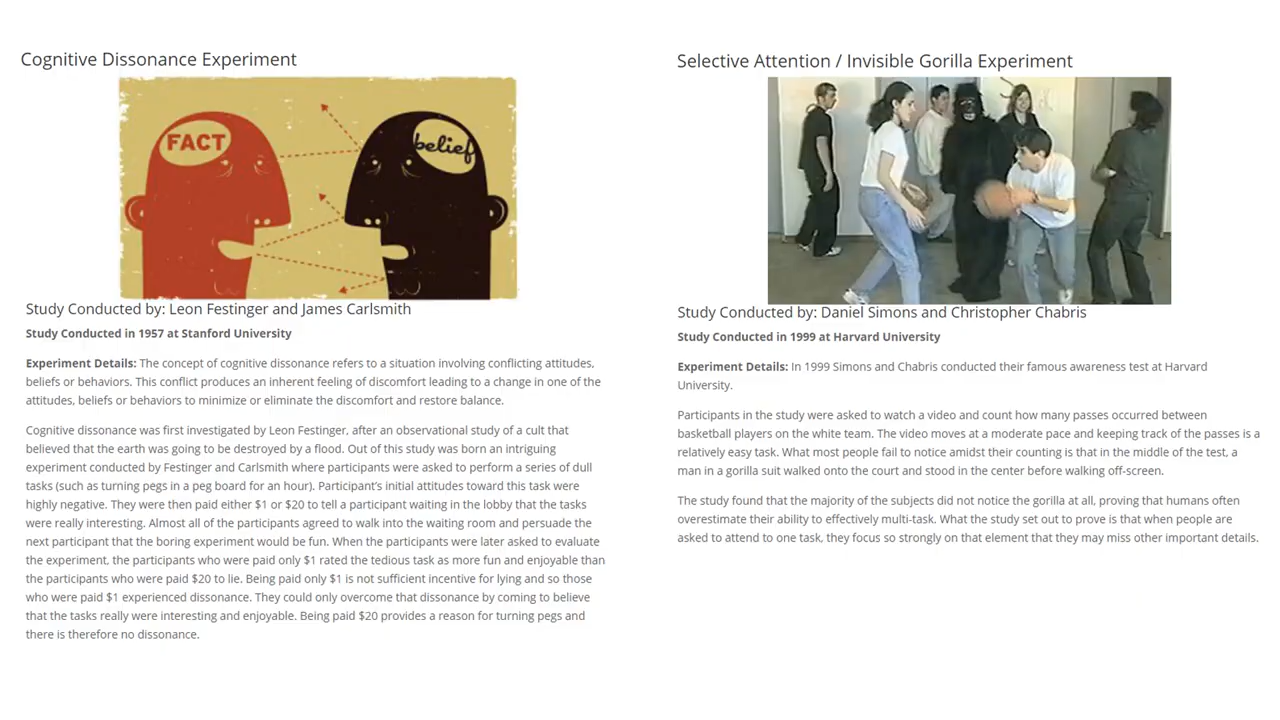 Cognitive Dissonance Experiment
FACT
belief
Study Conducted by: Leon Festinger and James Carlsmith
Study Conducted in 1957 at Stanford University
Experiment Details: The concept of cognitive dissonance refers to a situation involving conflicting attitudes,
beliefs or behaviors. This conflict produces an inherent feeling of discomfort leading to a change in one of the
attitudes, beliefs or behaviors to minimize or eliminate the discomfort and restore balance.
Cognitive dissonance was first investigated by Leon Festinger, after an observational study of a cult that
believed that the earth was going to be destroyed by a flood. Out of this study was born an intriguing
experiment conducted by Festinger and Carlsmith where participants were asked to perform a series of dull
tasks (such as turning pegs in a peg board for an hour). Participant's initial attitudes toward this task were
highly negative. They were then paid either $1 or $20 to tell a participant waiting in the lobby that the tasks
were really interesting. Almost all of the participants agreed to walk into the waiting room and persuade the
next participant that the boring experiment would be fun. When the participants were later asked to evaluate
the experiment, the participants who were paid only $1 rated the tedious task as more fun and enjoyable than
the participants who were paid $20 to lie. Being paid only $1 is not sufficient incentive for lying and so those
who were paid $1 experienced dissonance. They could only overcome that dissonance by coming to believe
that the tasks really were interesting and enjoyable. Being paid $20 provides a reason for turning pegs and
there is therefore no dissonance.
Selective Attention / Invisible Gorilla Experiment
Study Conducted by: Daniel Simons and Christopher Chabris
Study Conducted in 1999 at Harvard University
Experiment Details: In 1999 Simons and Chabris conducted their famous awareness test at Harvard
University.
Participants in the study were asked to watch a video and count how many passes occurred between
basketball players on the white team. The video moves at a moderate pace and keeping track of the passes is a
relatively easy task. What most people fail to notice amidst their counting is that in the middle of the test, a
man in a gorilla suit walked onto the court and stood in the center before walking off-screen.
The study found that the majority of the subjects did not notice the gorilla at all, proving that humans often
overestimate their ability to effectively multi-task. What the study set out to prove is that when people are
asked to attend to one task, they focus so strongly on that element that they may miss other important details.